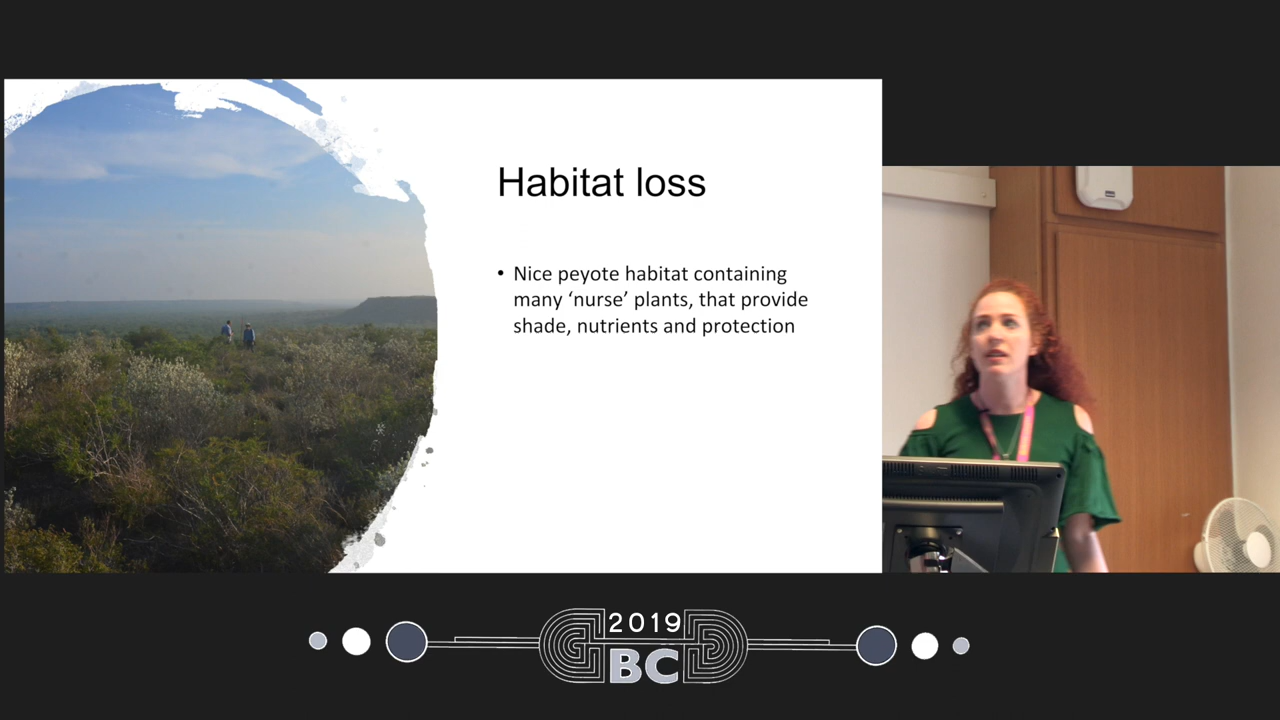 Habitat loss
• Nice peyote habitat containing
many ‘nurse’ plants, that provide
shade, nutrients and protection
2019
BC